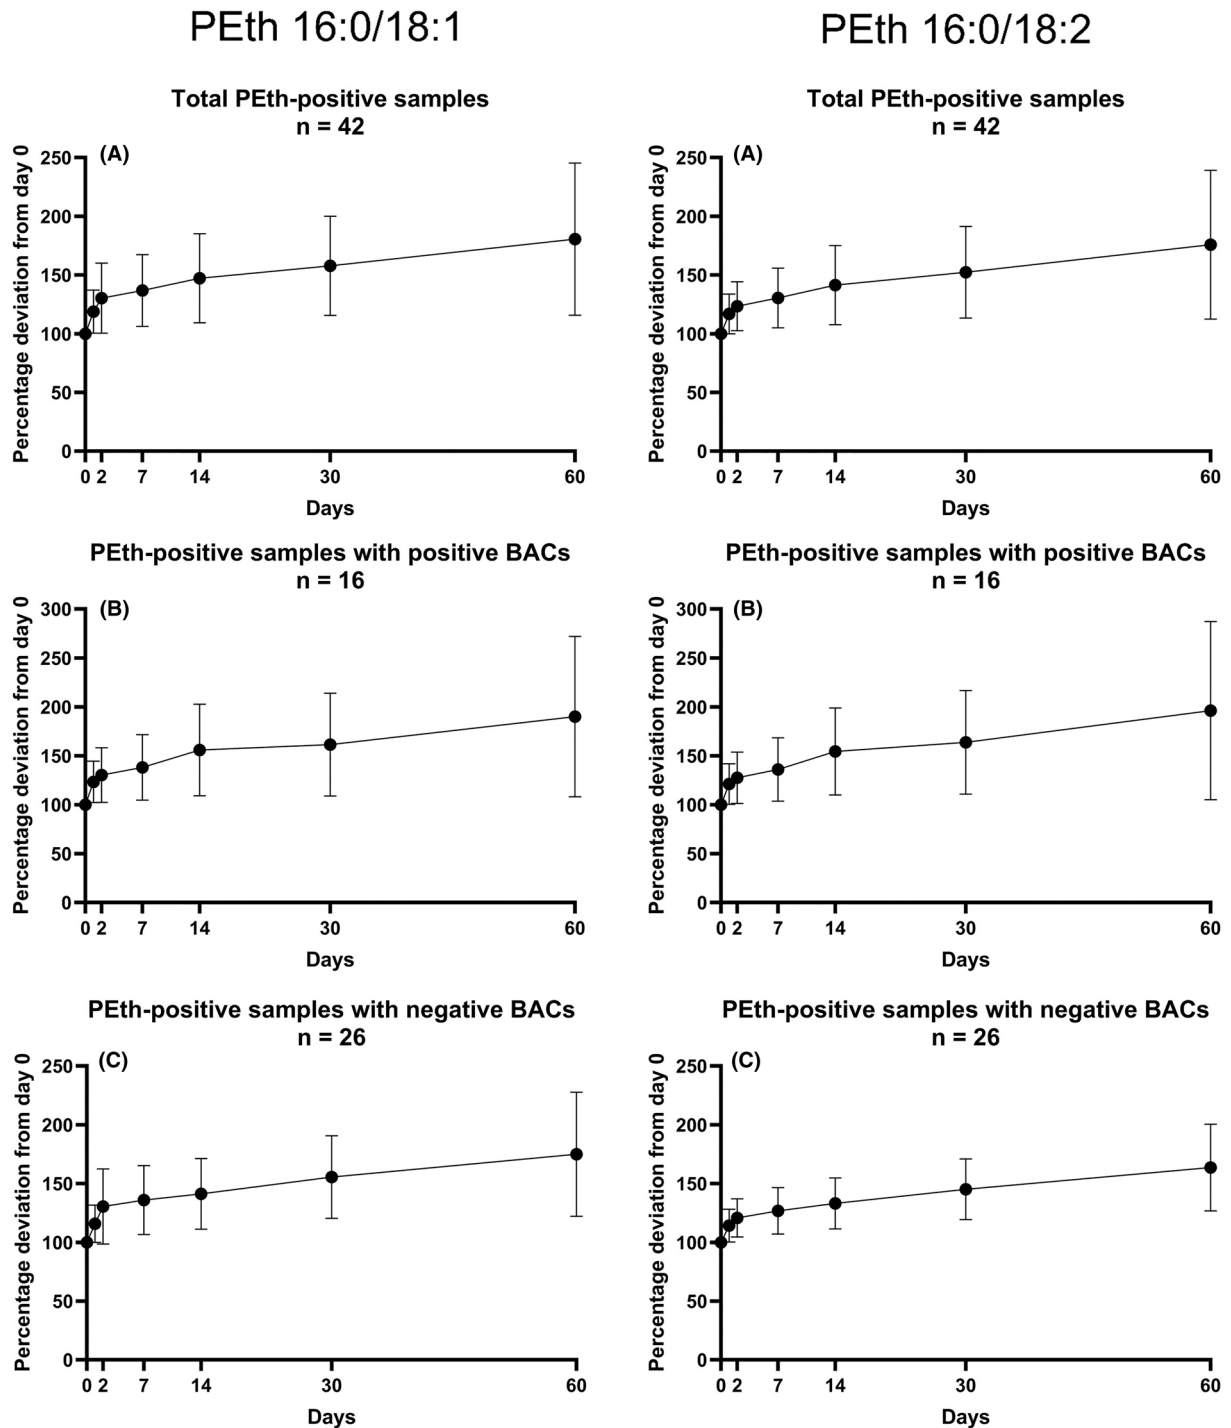 PEth 16:0/18:1
PEth 16:0/18:2
Total PEth-positive samples
n = 42
(A)
Percentage deviation from day 0
250
200
150
100
50
0
0 2 7 14 30 60
Days
Total PEth-positive samples
n = 42
(A)
Percentage deviation from day 0
250
200
150
100
50
0
0 2 7 14 30 60
Days
PEth-positive samples with positive BACs
n = 16
(B)
Percentage deviation from day 0
300
250
200
150
100
50
0
0 2 7 14 30 60
Days
PEth-positive samples with positive BACs
n = 16
(B)
Percentage deviation from day 0
300
250
200
150
100
50
0
0 2 7 14 30 60
Days
PEth-positive samples with negative BACs
n = 26
(C)
Percentage deviation from day 0
250
200
150
100
50
0
0 2 7 14 30 60
Days
PEth-positive samples with negative BACs
n = 26
(C)
Percentage deviation from day 0
250
200
150
100
50
0
0 2 7 14 30 60
Days